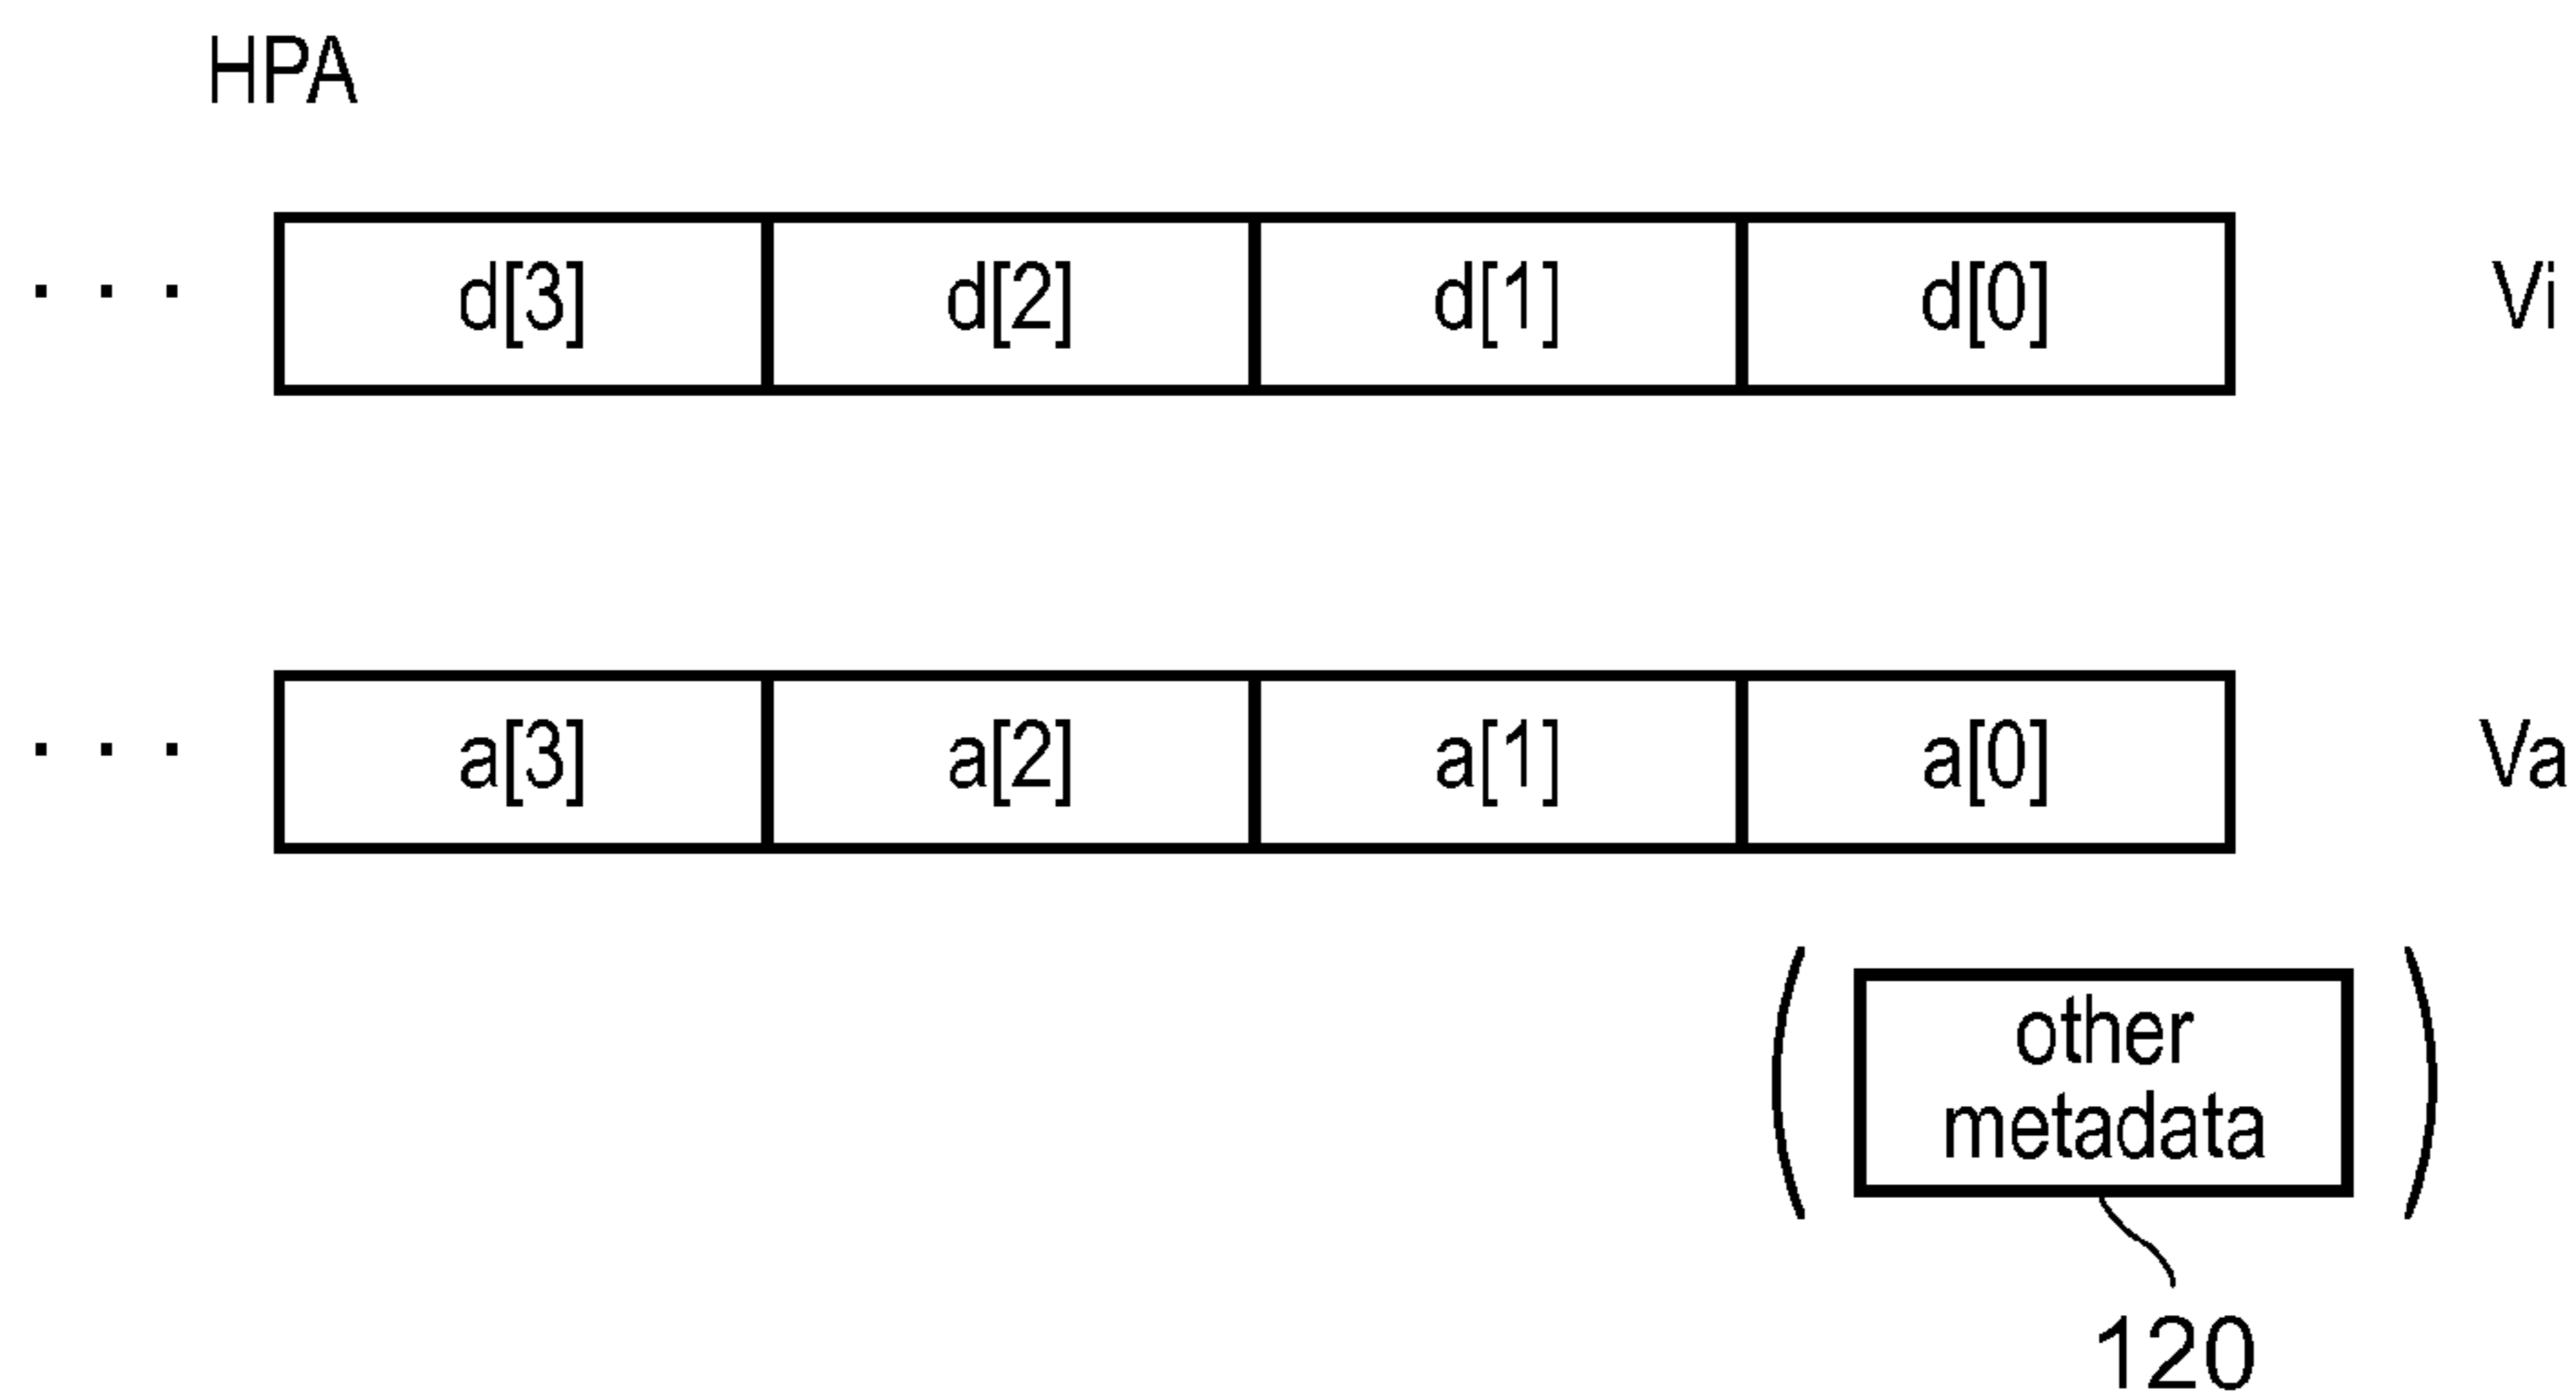 HPA
. . . d[3] d[2] d[1] d[0] Vi
. . . a[3] a[2] a[1] a[0] Va
( other
metadata )
120